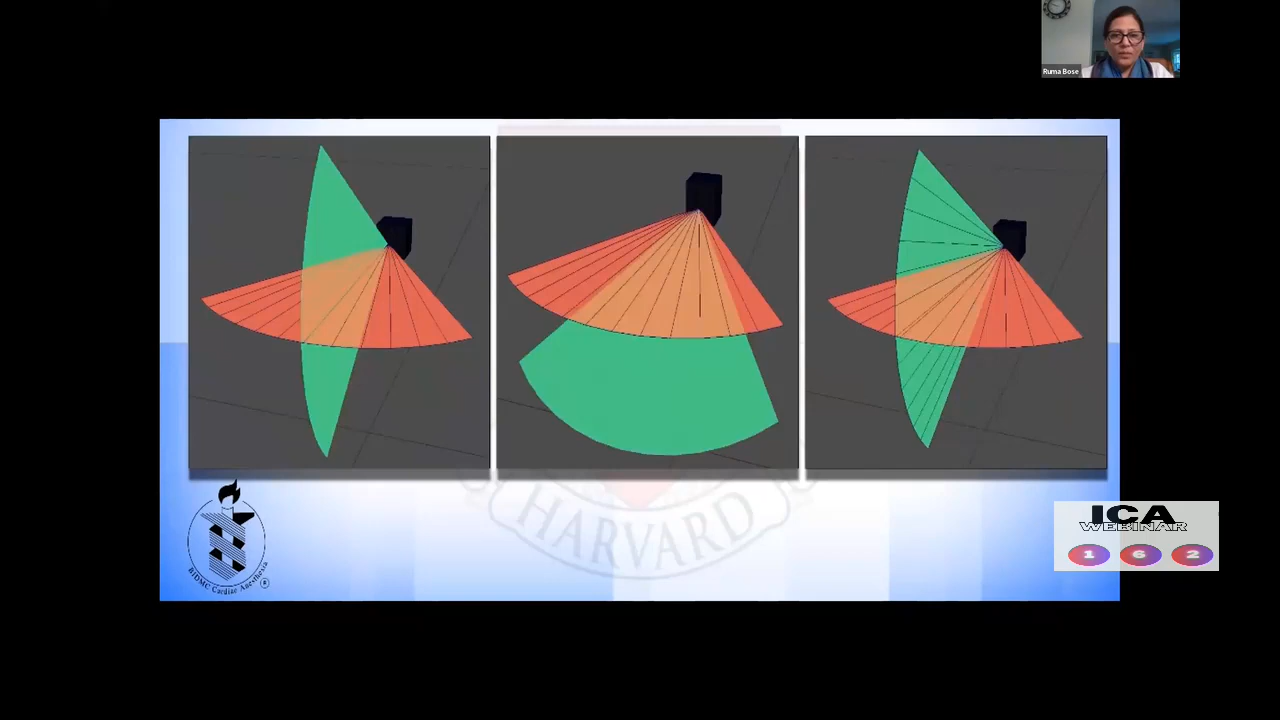 Ruma Bose
HARVARD
BIDMC Cardiac Anesthesia
ICA
WEBINAR
1 6 2